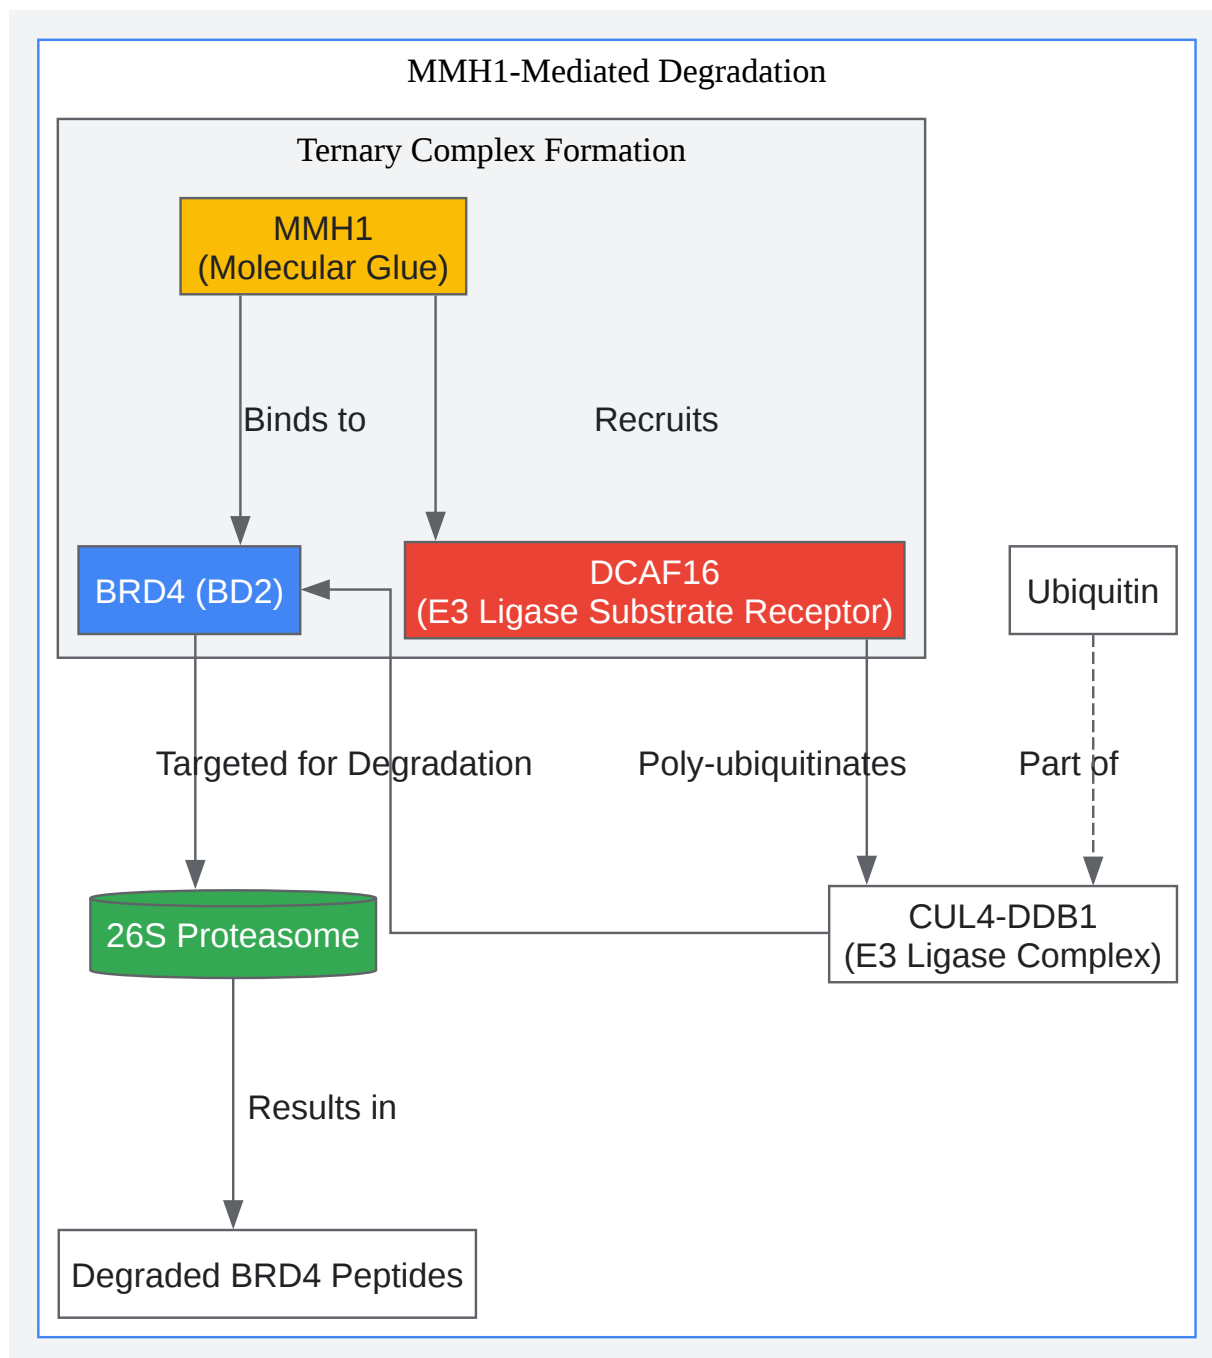 MMH1-Mediated Degradation
Ternary Complex Formation
MMH1
(Molecular Glue)
Binds to
Recruits
BRD4 (BD2)
DCAF16
(E3 Ligase Substrate Receptor)
Ubiquitin
Targeted for Degradation
Poly-ubiquitinates
Part of
26S Proteasome
CUL4-DDB1
(E3 Ligase Complex)
Results in
Degraded BRD4 Peptides